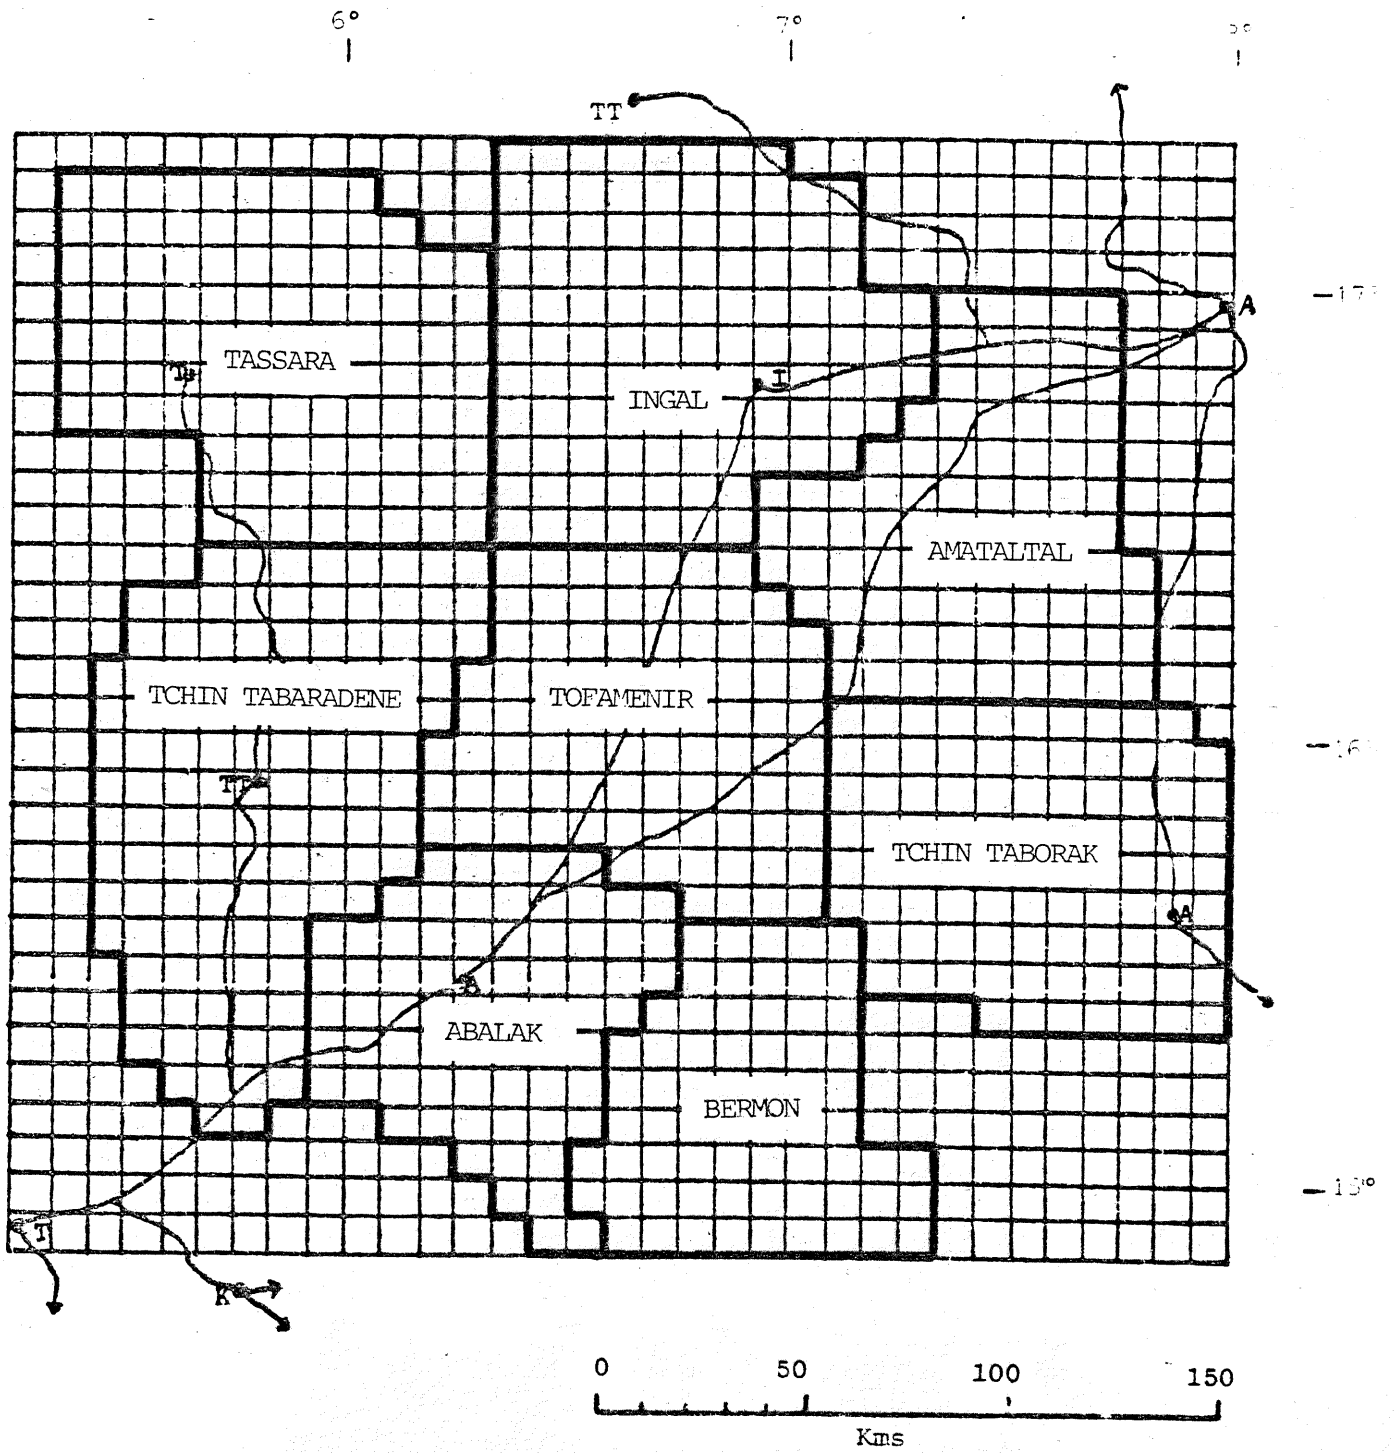 6° 7°
TT
A
TASSARA
I
INGAL
AMATALTAL
TCHIN TABARADENE TOFAMENIR
TT
TCHIN TABORAK
A
A
ABALAK
BERMON
T
K
0 50 100 150
Kms